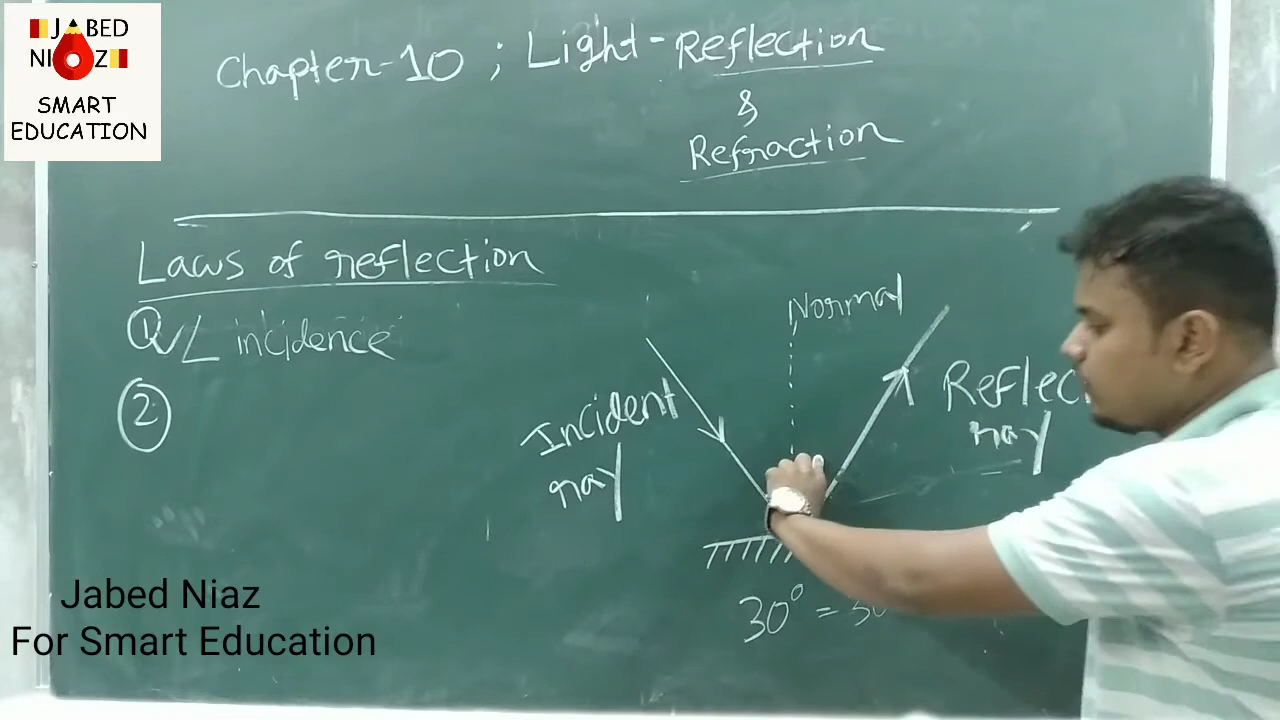 JABED
NIAZ
SMART
EDUCATION
Chapter-10 ; Light-Reflection
&
Refraction
Laws of reflection
① ∠ incidence
②
Normal
Incident
ray
Reflec
ray
30° = 30
Jabed Niaz
For Smart Education